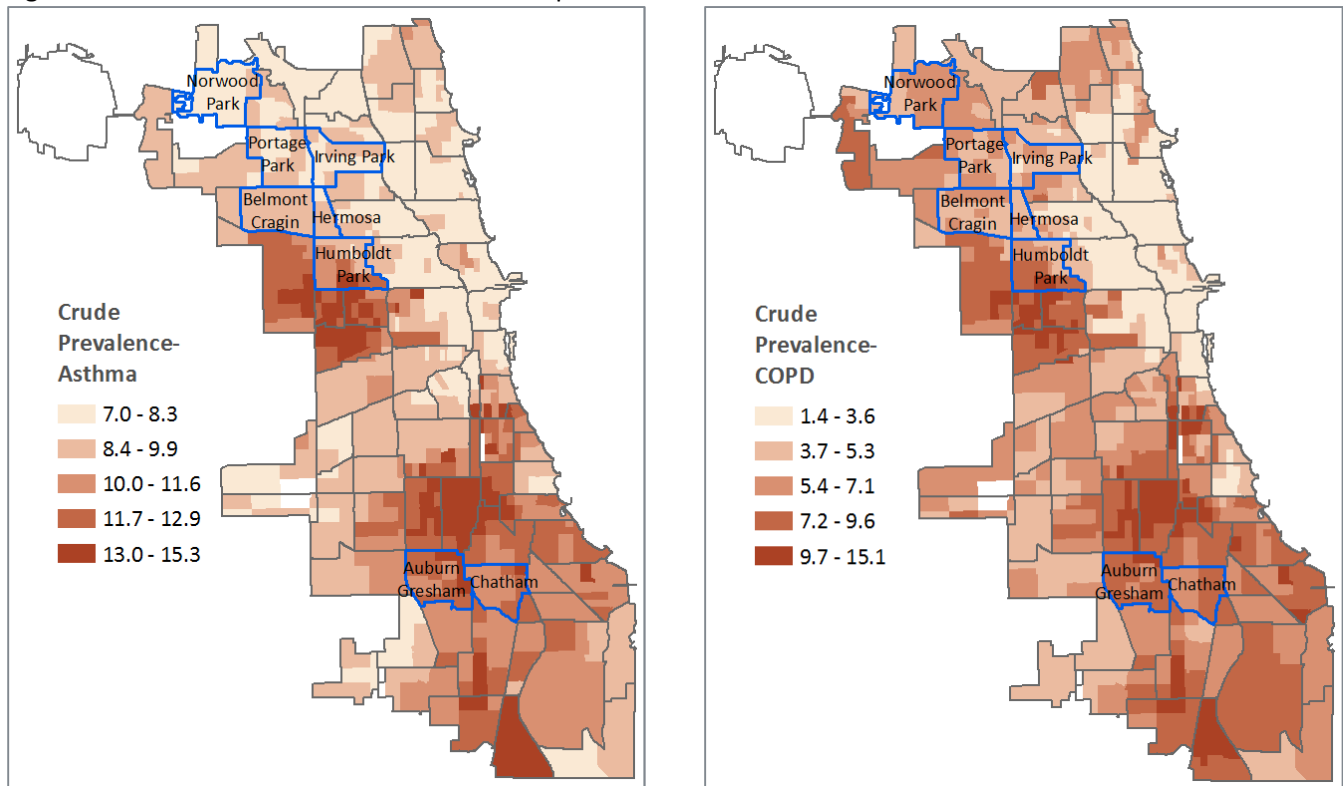 Norwood
Park
Portage
Park
Irving Park
Belmont
Cragin
Hermosa
Humboldt
Park
Crude
Prevalence-
Asthma
7.0 - 8.3
8.4 - 9.9
10.0 - 11.6
11.7 - 12.9
13.0 - 15.3
Auburn
Gresham
Chatham
Norwood
Park
Portage
Park
Irving Park
Belmont
Cragin
Hermosa
Humboldt
Park
Crude
Prevalence-
COPD
1.4 - 3.6
3.7 - 5.3
5.4 - 7.1
7.2 - 9.6
9.7 - 15.1
Auburn
Gresham
Chatham